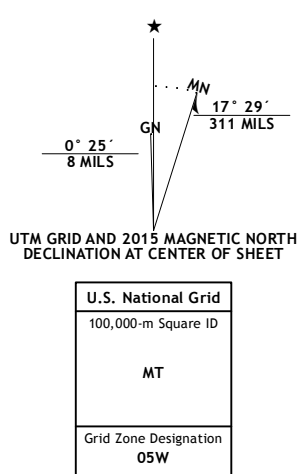 ★
MN
GN
17° 29´
311 MILS
0° 25´
8 MILS
UTM GRID AND 2015 MAGNETIC NORTH
DECLINATION AT CENTER OF SHEET
U.S. National Grid
100,000-m Square ID
MT
Grid Zone Designation
05W